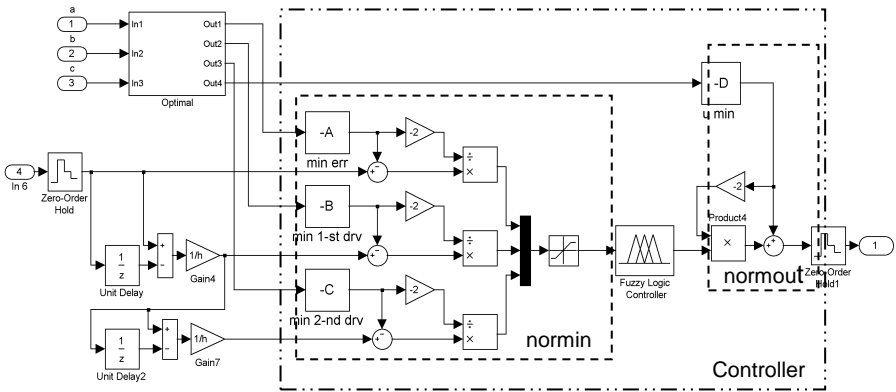 a
1
In1
Out1
b
Out2
2
In2
Out3
c
3
In3
Out4
Optimal
-D
u min
-A
-2
÷
×
min err
+
−
4
In 6
Zero-Order
Hold
-B
-2
÷
×
min 1-st drv
+
−
-2
Product4
×
+
+
1
Zero-Order
Hold1
normout
Fuzzy Logic
Controller
1
z
Unit Delay
+
−
1/h
Gain4
-C
-2
÷
×
min 2-nd drv
+
−
normin
1
z
Unit Delay2
+
−
1/h
Gain7
Controller